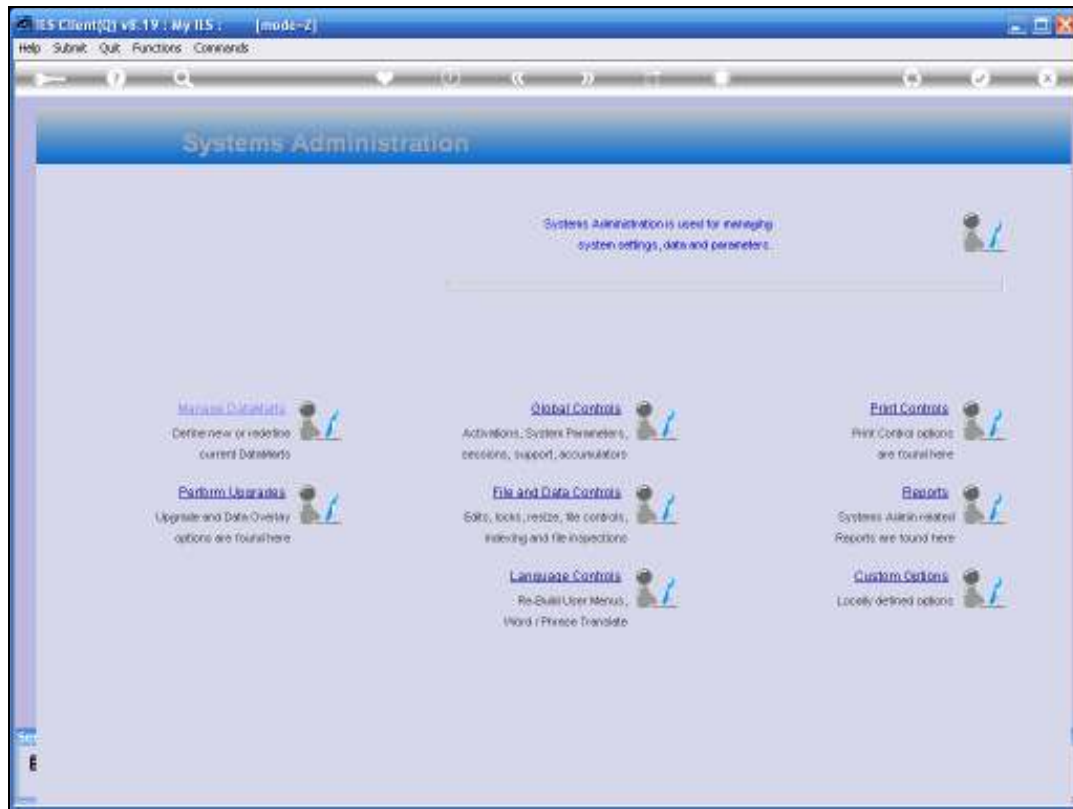 IES Client(Q) v8.19 : My IES : [mode-Z]
Help Submit Quit Functions Commands
Systems Administration
Systems Administration is used for managing
system settings, data and parameters.
Manage DataMarts
Define new or redefine
current DataMarts
Perform Upgrades
Upgrade and Data Overlay
options are found here
Global Controls
Activations, System Parameters,
sessions, support, accumulators
File and Data Controls
Edits, locks, resize, file controls,
indexing and file inspections
Language Controls
Re-Build User Menus,
Word / Phrase Translate
Print Controls
Print Control options
are found here
Reports
Systems Admin related
Reports are found here
Custom Options
Locally defined options